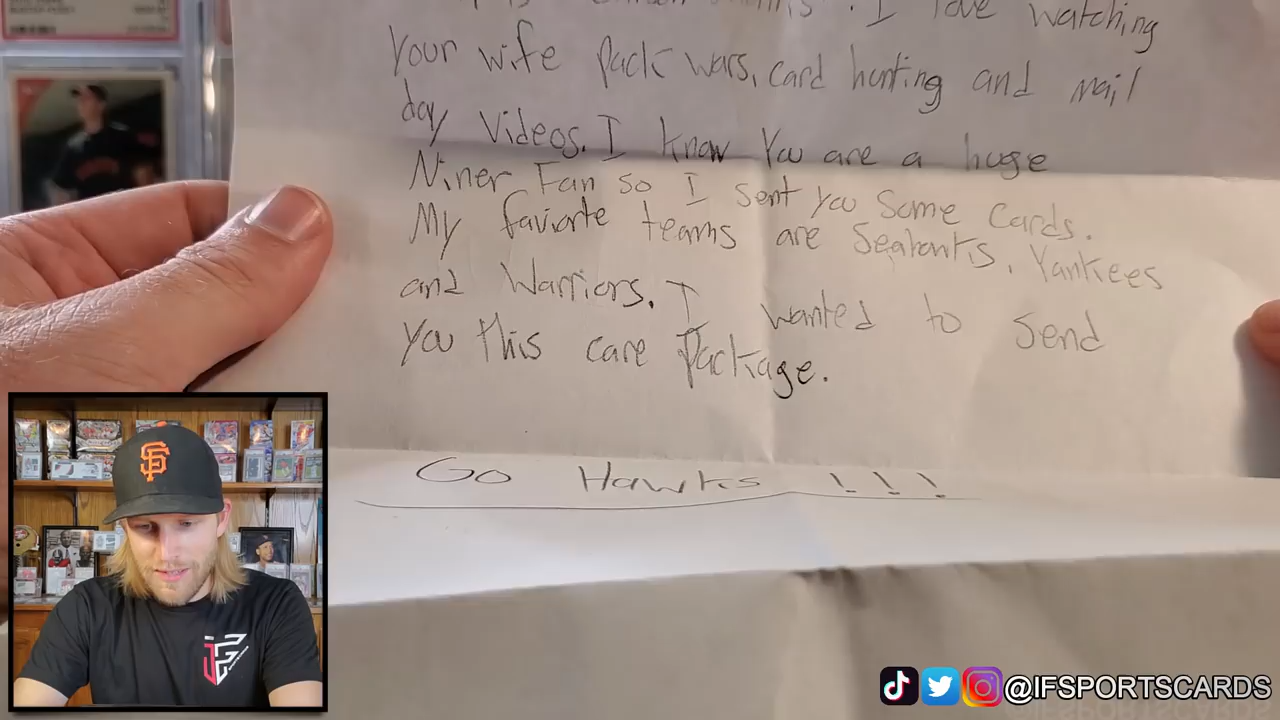 I love watching
Your wife pack wars, card hunting and mail
day Videos. I know You are a huge
Niner Fan so I sent you some cards.
My faviorte teams are Seahawks, Yankees
and Warriors. I wanted to send
you this care package.
Go Hawks !!!
SF
@IFSPORTSCARDS